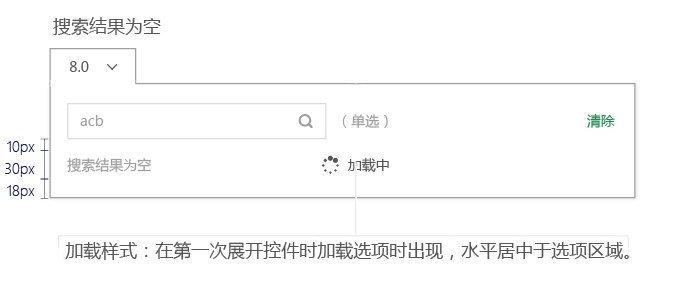 搜索结果为空
8.0
acb
（单选）
清除
10px
搜索结果为空
加载中
30px
18px
加载样式：在第一次展开控件时加载选项时出现，水平居中于选项区域。